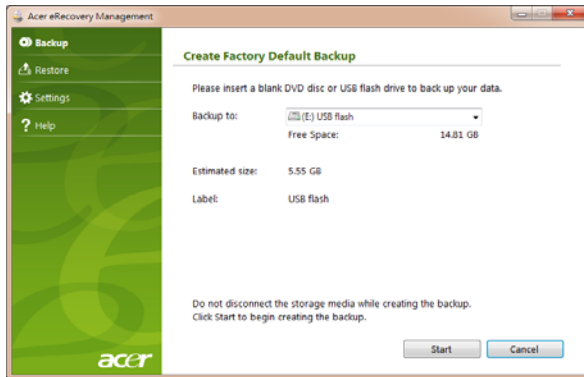 Acer eRecovery Management
Backup
Restore
Settings
Help
Create Factory Default Backup
Please insert a blank DVD disc or USB flash drive to back up your data.
Backup to: (E:) USB flash
Free Space: 14.81 GB
Estimated size: 5.55 GB
Label: USB flash
Do not disconnect the storage media while creating the backup.
Click Start to begin creating the backup.
Start Cancel
acer